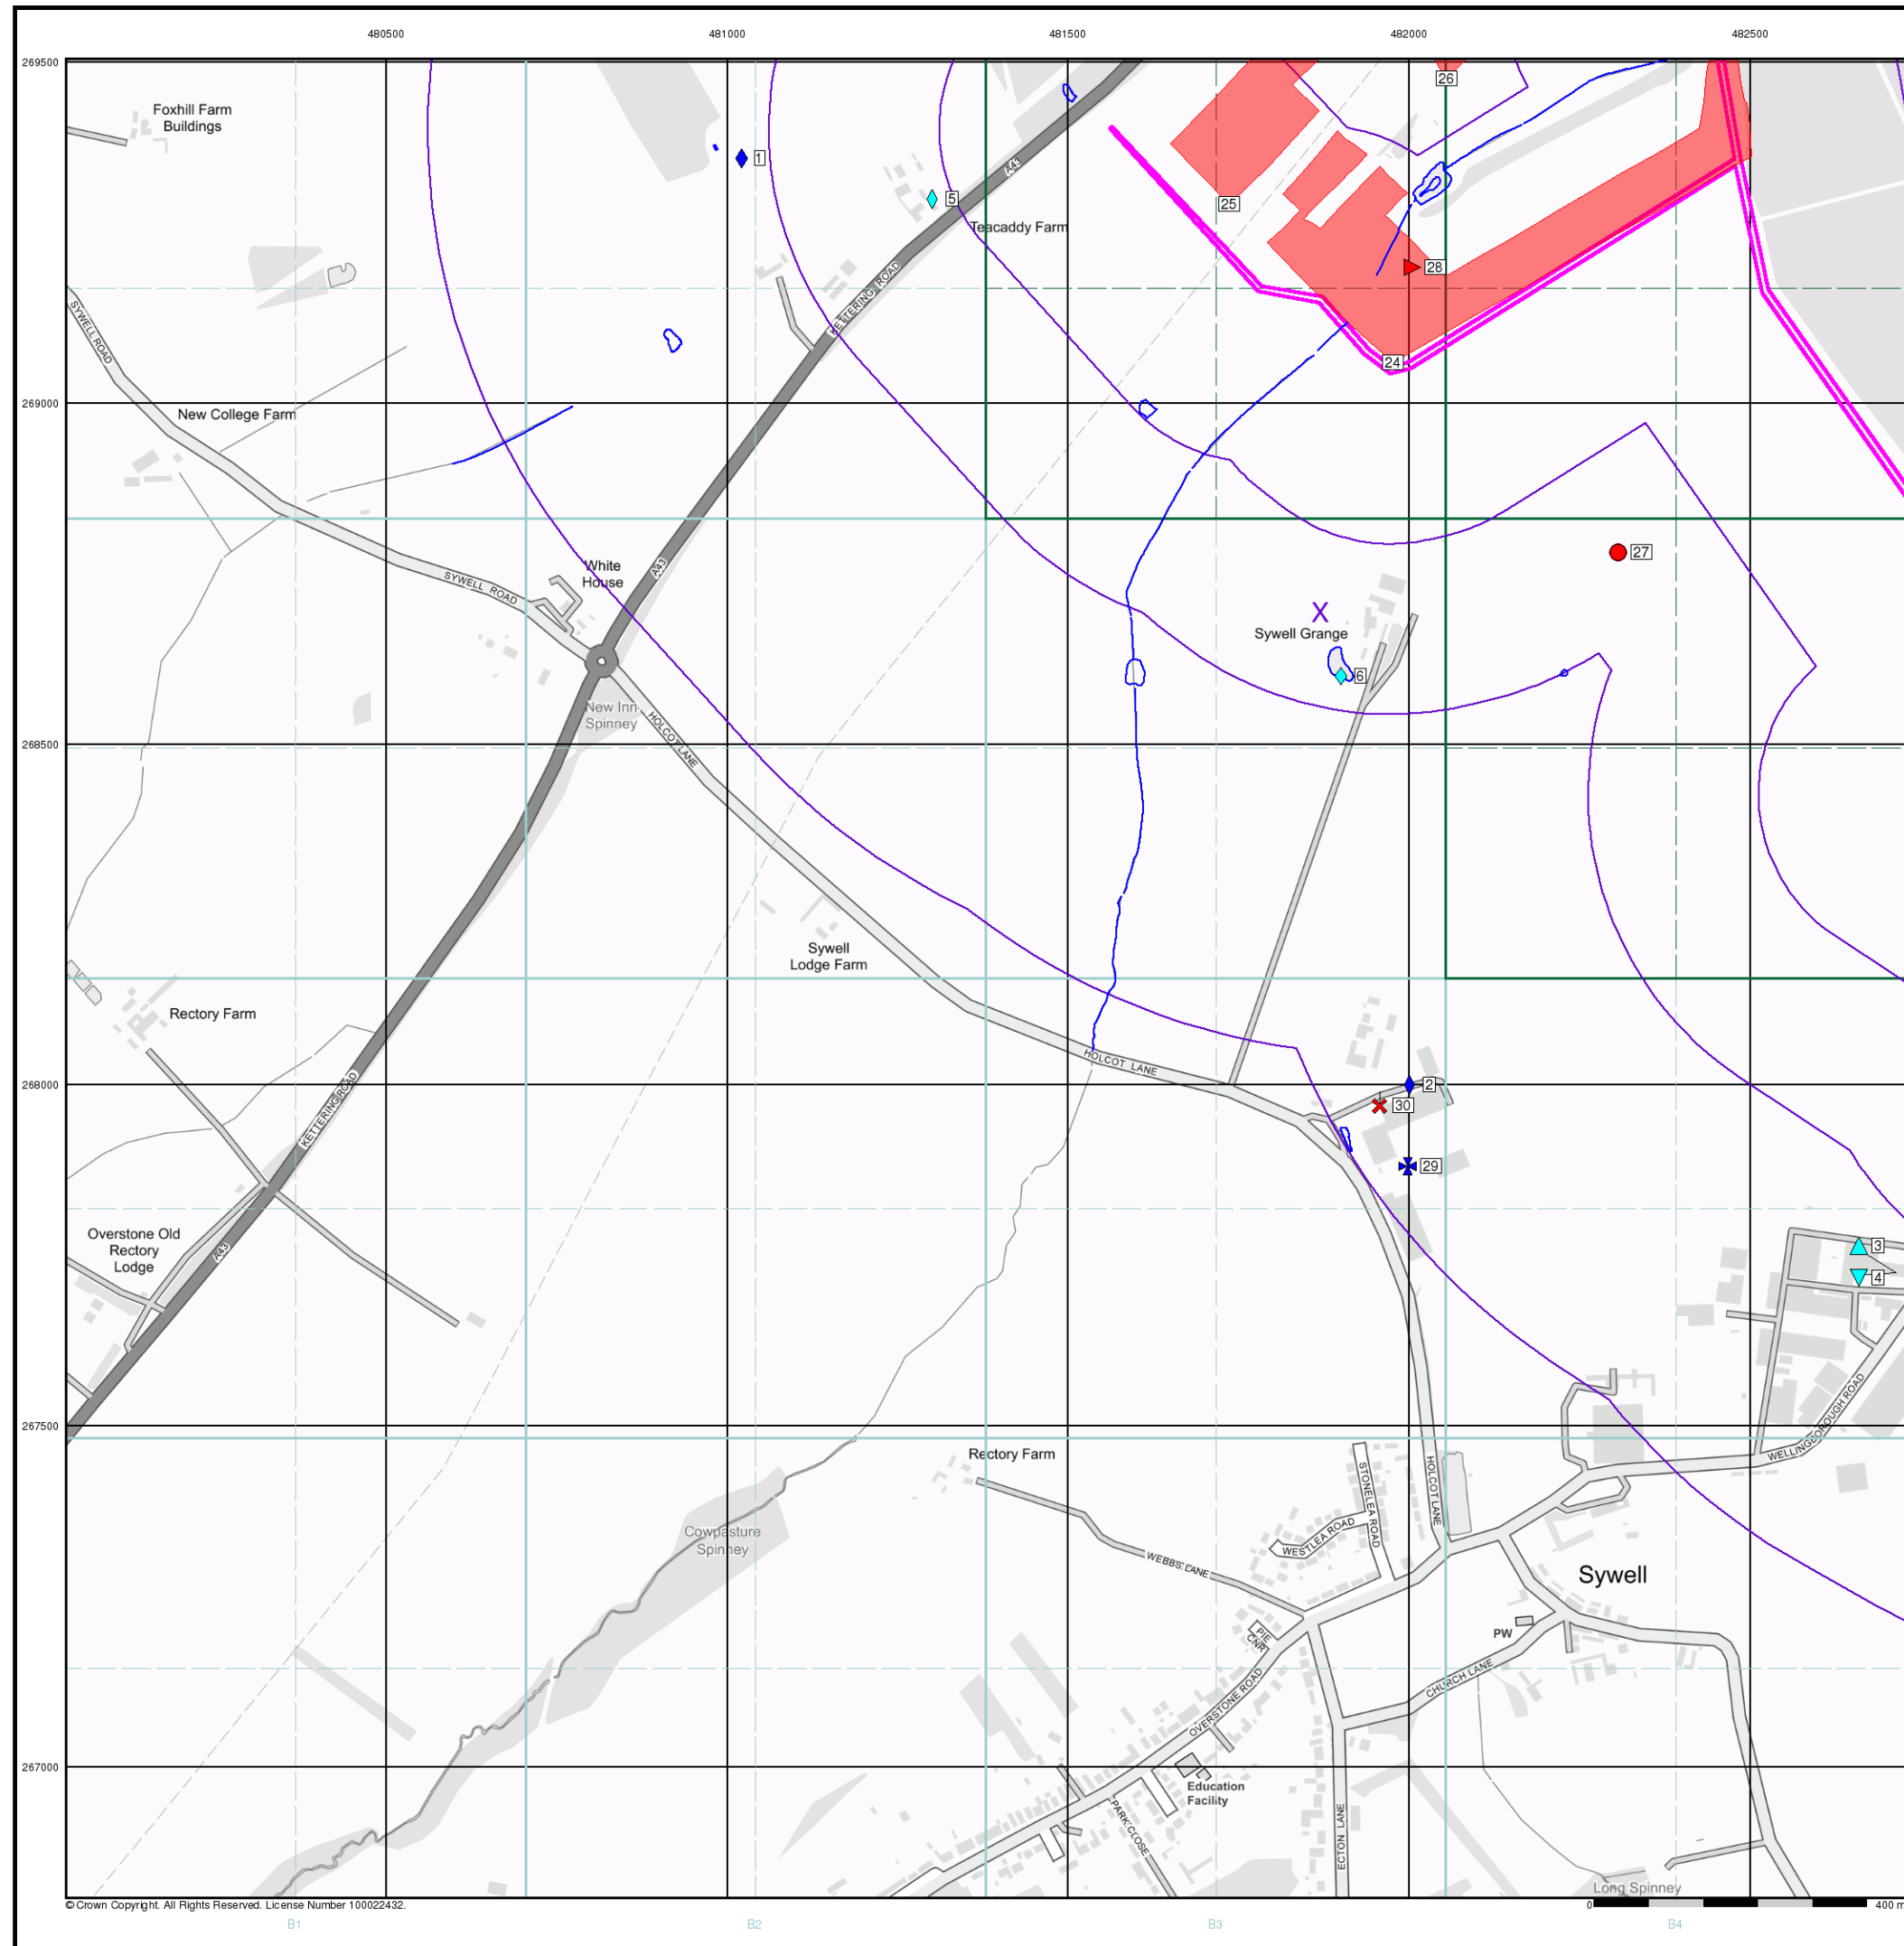 480500
481000
481500
482000
482500
269500
26
Foxhill Farm
Buildings
1
A43
5
25
Teacaddy Farm
28
KETTERING ROAD
SYWELL ROAD
24
269000
New College Farm
27
White
House
A43
SYWELL ROAD
X
Sywell Grange
6
New Inn
Spinney
HOLCOT LANE
268500
Sywell
Lodge Farm
Rectory Farm
HOLCOT LANE
268000
2
30
KETTERING ROAD
29
Overstone Old
Rectory
Lodge
A43
3
4
267500
WELLINGBOROUGH ROAD
Rectory Farm
STONELEA ROAD
HOLCOT LANE
Cowpasture
Spinney
WESTLEA ROAD
WEBBS LANE
Sywell
PW
PIE
CNR
CHURCH LANE
OVERSTONE ROAD
267000
Education
Facility
PARK CLOSE
ECTON LANE
Long Spinney
© Crown Copyright. All Rights Reserved. License Number 100022432.
0
400 m
B1
B2
B3
B4